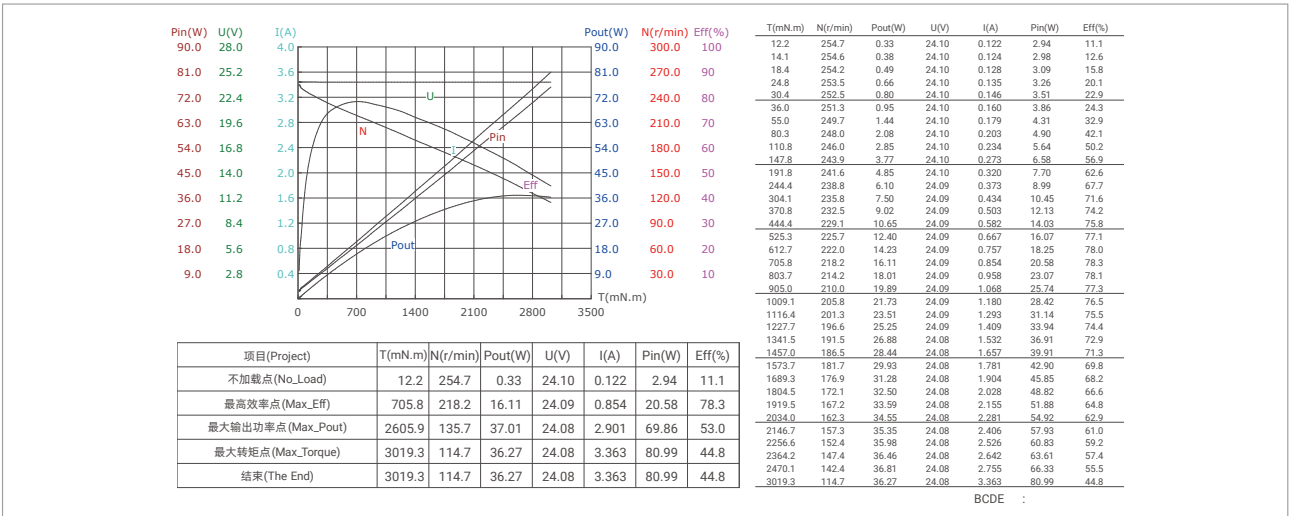 Pin(W) U(V) I(A) Pout(W) N(r/min) Eff(%)
90.0 28.0 4.0 90.0 300.0 100
81.0 25.2 3.6 81.0 270.0 90
72.0 22.4 3.2 U 72.0 240.0 80
63.0 19.6 2.8 N Pin 63.0 210.0 70
54.0 16.8 2.4 I 54.0 180.0 60
45.0 14.0 2.0 Eff 45.0 150.0 50
36.0 11.2 1.6 36.0 120.0 40
27.0 8.4 1.2 27.0 90.0 30
18.0 5.6 0.8 Pout 18.0 60.0 20
9.0 2.8 0.4 9.0 30.0 10
T(mN.m)
0 700 1400 2100 2800 3500
项目(Project) T(mN.m) N(r/min) Pout(W) U(V) I(A) Pin(W) Eff(%)
不加载点(No_Load) 12.2 254.7 0.33 24.10 0.122 2.94 11.1
最高效率点(Max_Eff) 705.8 218.2 16.11 24.09 0.854 20.58 78.3
最大输出功率点(Max_Pout) 2605.9 135.7 37.01 24.08 2.901 69.86 53.0
最大转矩点(Max_Torque) 3019.3 114.7 36.27 24.08 3.363 80.99 44.8
结束(The End) 3019.3 114.7 36.27 24.08 3.363 80.99 44.8
T(mN.m) N(r/min) Pout(W) U(V) I(A) Pin(W) Eff(%)
12.2 254.7 0.33 24.10 0.122 2.94 11.1
14.1 254.6 0.38 24.10 0.124 2.98 12.6
18.4 254.2 0.49 24.10 0.128 3.09 15.8
24.8 253.5 0.66 24.10 0.135 3.26 20.1
30.4 252.5 0.80 24.10 0.146 3.51 22.9
36.0 251.3 0.95 24.10 0.160 3.86 24.3
55.0 249.7 1.44 24.10 0.179 4.31 32.9
80.3 248.0 2.08 24.10 0.203 4.90 42.1
110.8 246.0 2.85 24.10 0.234 5.64 50.2
147.8 243.9 3.77 24.10 0.273 6.58 56.9
191.8 241.6 4.85 24.10 0.320 7.70 62.6
244.4 238.8 6.10 24.09 0.373 8.99 67.7
304.1 235.8 7.50 24.09 0.434 10.45 71.6
370.8 232.5 9.02 24.09 0.503 12.13 74.2
444.4 229.1 10.65 24.09 0.582 14.03 75.8
525.3 225.7 12.40 24.09 0.667 16.07 77.1
612.7 222.0 14.23 24.09 0.757 18.25 78.0
705.8 218.2 16.11 24.09 0.854 20.58 78.3
803.7 214.2 18.01 24.09 0.958 23.07 78.1
905.0 210.0 19.89 24.09 1.068 25.74 77.3
1009.1 205.8 21.73 24.09 1.180 28.42 76.5
1116.4 201.3 23.51 24.09 1.293 31.14 75.5
1227.7 196.6 25.25 24.09 1.409 33.94 74.4
1341.5 191.5 26.88 24.08 1.532 36.91 72.9
1457.0 186.5 28.44 24.08 1.657 39.91 71.3
1573.7 181.7 29.93 24.08 1.781 42.90 69.8
1689.3 176.9 31.28 24.08 1.904 45.85 68.2
1804.5 172.1 32.50 24.08 2.028 48.82 66.6
1919.5 167.2 33.59 24.08 2.155 51.88 64.8
2034.0 162.3 34.55 24.08 2.281 54.92 62.9
2146.7 157.3 35.35 24.08 2.406 57.93 61.0
2256.6 152.4 35.98 24.08 2.526 60.83 59.2
2364.2 147.4 36.46 24.08 2.642 63.61 57.4
2470.1 142.4 36.81 24.08 2.755 66.33 55.5
3019.3 114.7 36.27 24.08 3.363 80.99 44.8
BCDE :